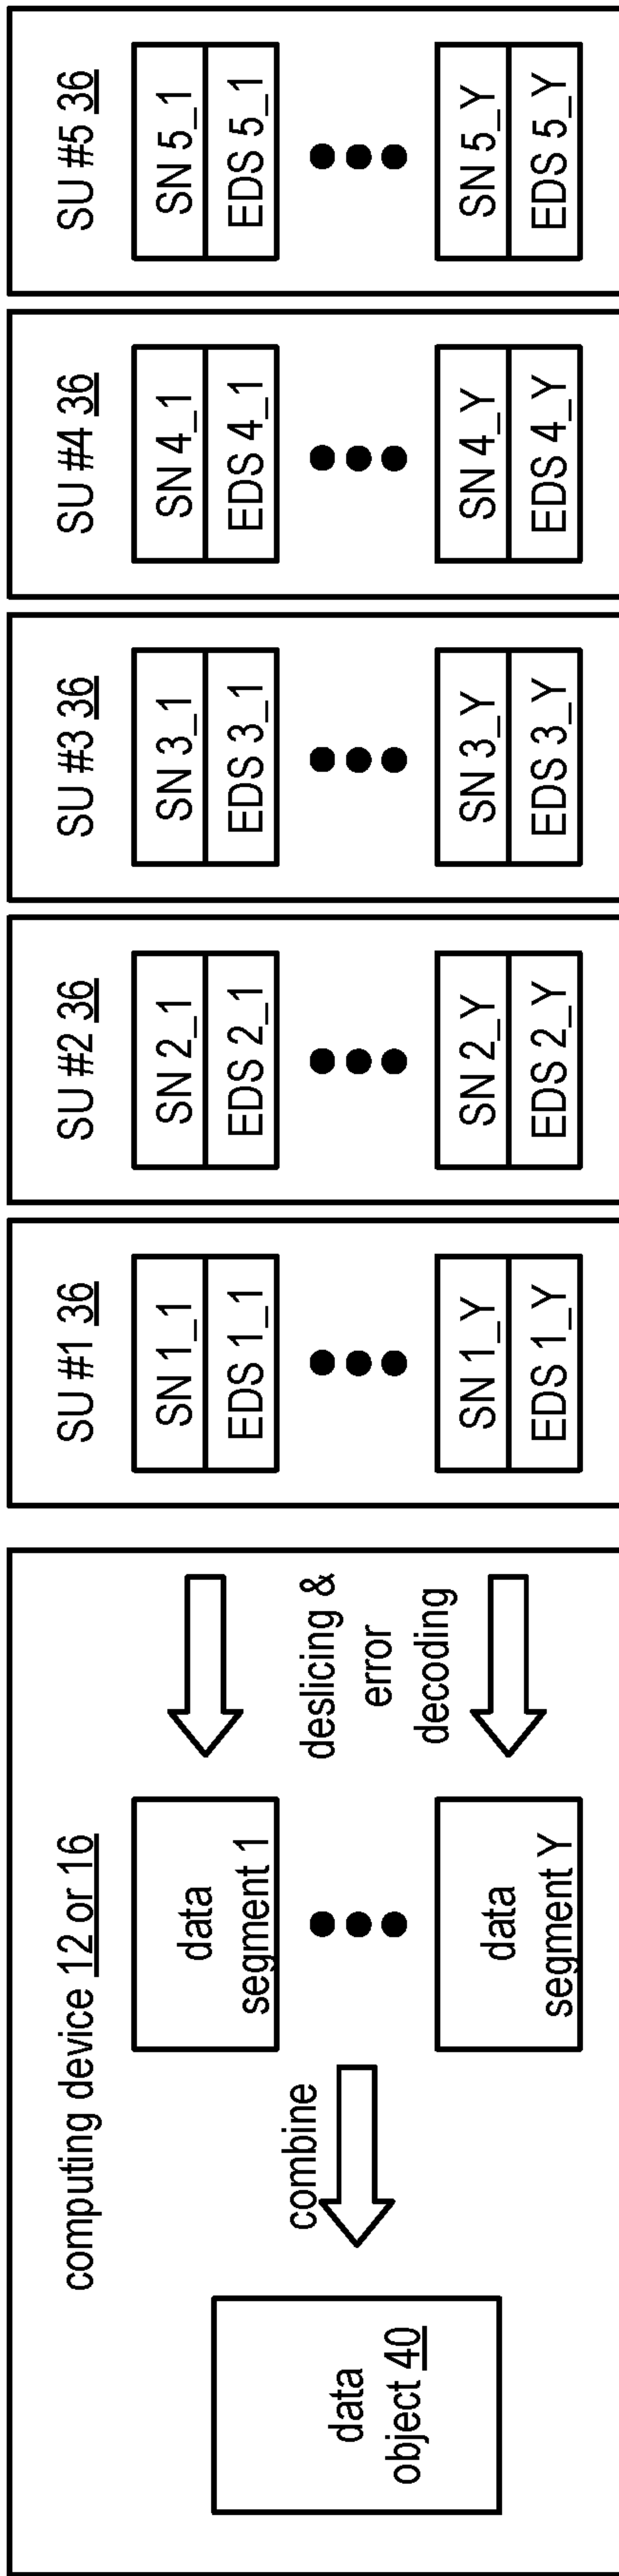 computing device 12 or 16
data
object 40
combine
data
segment 1
data
segment Y
deslicing &
error
decoding
SU #1 36
SN 1_1
EDS 1_1
SN 1_Y
EDS 1_Y
SU #2 36
SN 2_1
EDS 2_1
SN 2_Y
EDS 2_Y
SU #3 36
SN 3_1
EDS 3_1
SN 3_Y
EDS 3_Y
SU #4 36
SN 4_1
EDS 4_1
SN 4_Y
EDS 4_Y
SU #5 36
SN 5_1
EDS 5_1
SN 5_Y
EDS 5_Y